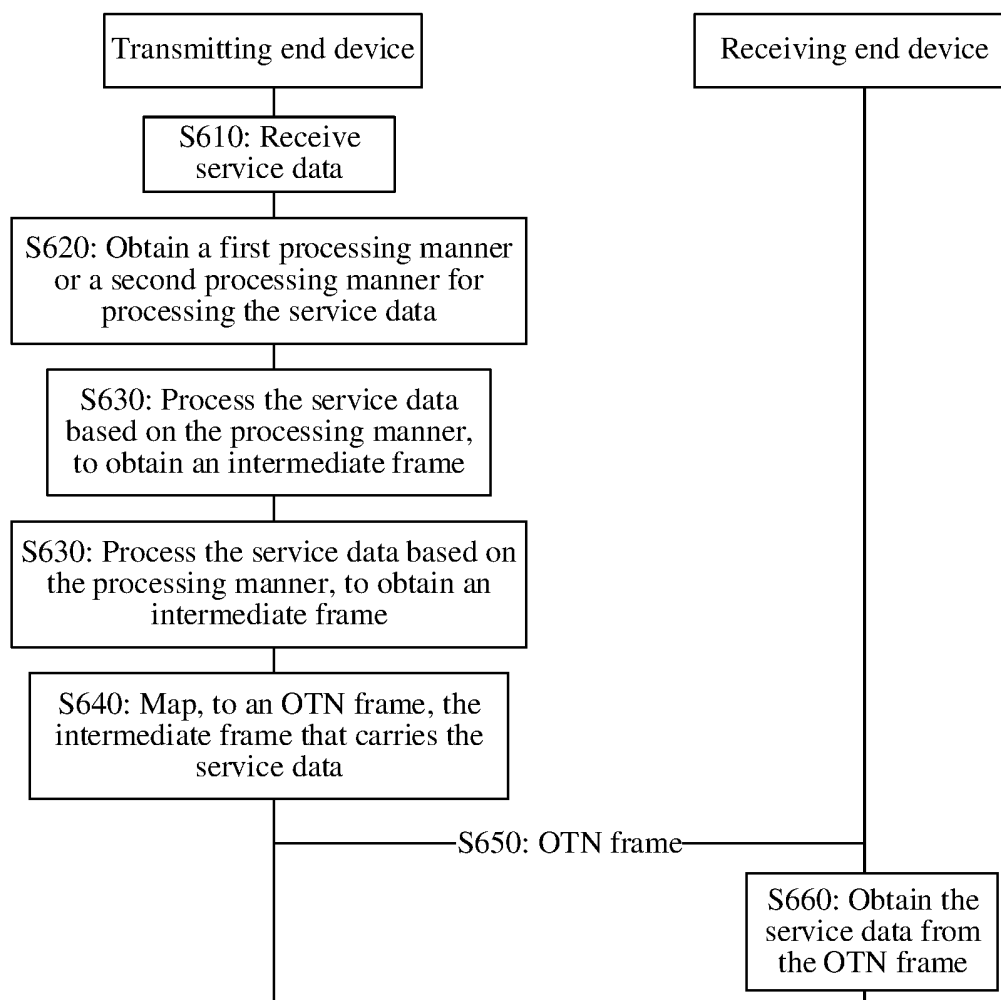 Transmitting end device
Receiving end device
S610: Receive
service data
S620: Obtain a first processing manner
or a second processing manner for
processing the service data
S630: Process the service data
based on the processing manner,
to obtain an intermediate frame
S630: Process the service data based on
the processing manner, to obtain an
intermediate frame
S640: Map, to an OTN frame, the
intermediate frame that carries the
service data
S650: OTN frame
S660: Obtain the
service data from
the OTN frame